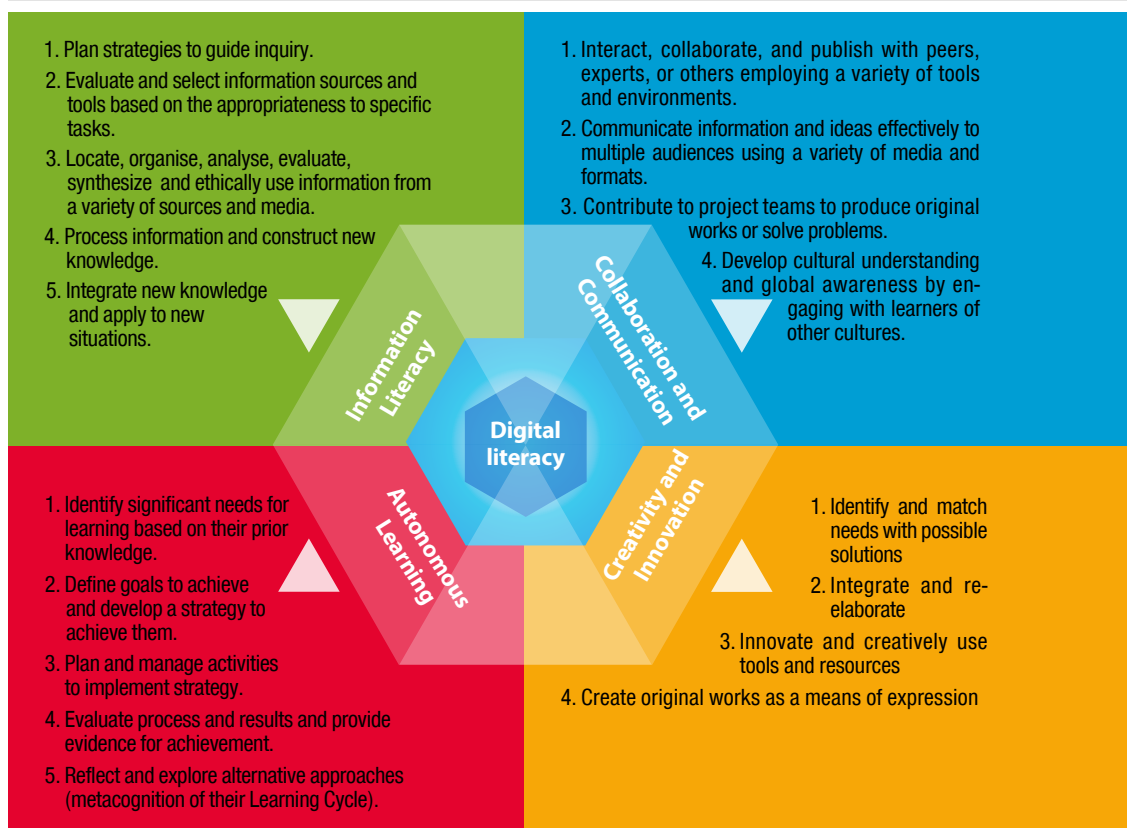 1. Plan strategies to guide inquiry.
2. Evaluate and select information sources and
tools based on the appropriateness to specific
tasks.
3. Locate, organise, analyse, evaluate,
synthesize and ethically use information from
a variety of sources and media.
4. Process information and construct new
knowledge.
5. Integrate new knowledge
and apply to new
situations.
Information
Literacy
1. Interact, collaborate, and publish with peers,
experts, or others employing a variety of tools
and environments.
2. Communicate information and ideas effectively to
multiple audiences using a variety of media and
formats.
3. Contribute to project teams to produce original
works or solve problems.
4. Develop cultural understanding
and global awareness by en-
gaging with learners of
other cultures.
Collaboration and
Communication
Digital
literacy
1. Identify significant needs for
learning based on their prior
knowledge.
2. Define goals to achieve
and develop a strategy to
achieve them.
3. Plan and manage activities
to implement strategy.
4. Evaluate process and results and provide
evidence for achievement.
5. Reflect and explore alternative approaches
(metacognition of their Learning Cycle).
Autonomous
Learning
Creativity and
Innovation
1. Identify and match
needs with possible
solutions
2. Integrate and re-
elaborate
3. Innovate and creatively use
tools and resources
4. Create original works as a means of expression